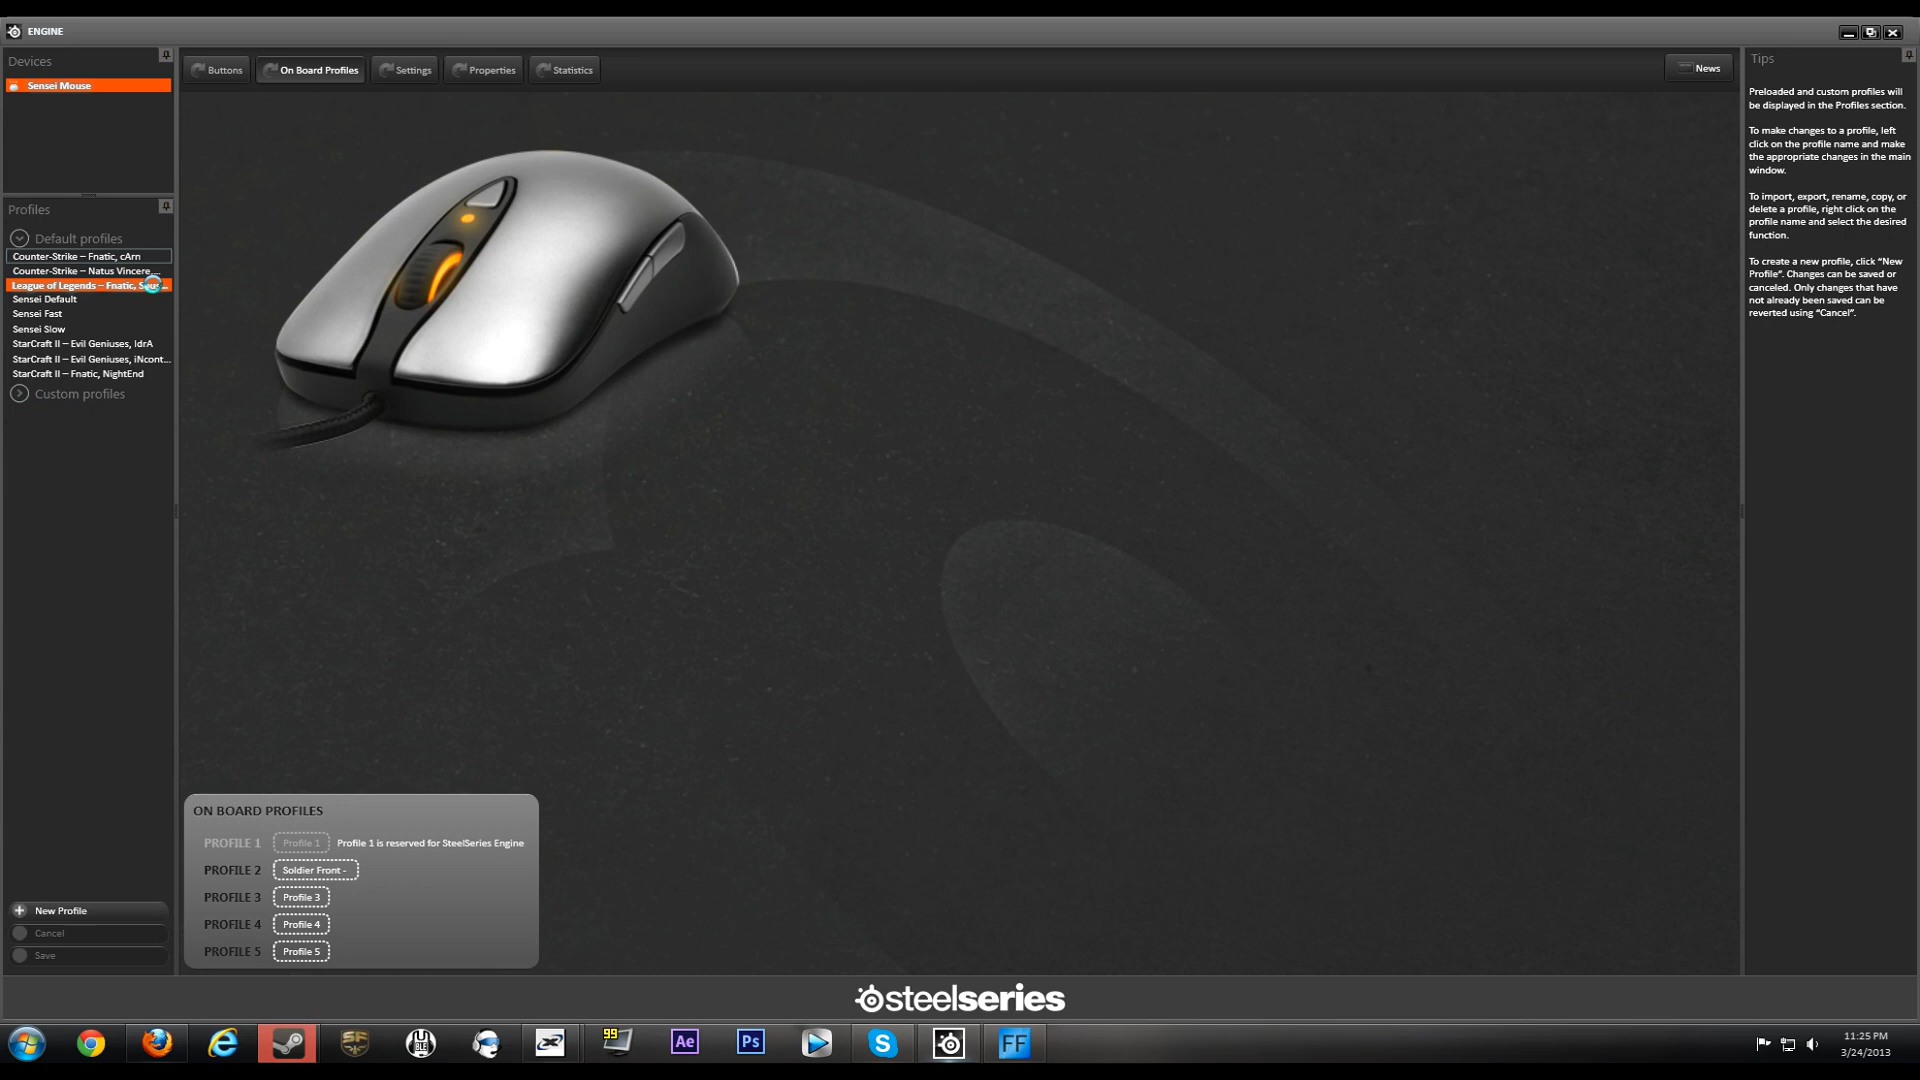 ENGINE
Devices
Sensei Mouse
Profiles
Default profiles
Counter-Strike – Fnatic, cArn
Counter-Strike – Natus Vincere,...
League of Legends – Fnatic,
Sensei Default
Sensei Fast
Sensei Slow
StarCraft II – Evil Geniuses, IdrA
StarCraft II – Evil Geniuses, iNcont...
StarCraft II – Fnatic, NightEnd
Custom profiles
New Profile
Cancel
Save
Buttons
On Board Profiles
Settings
Properties
Statistics
News
ON BOARD PROFILES
PROFILE 1 Profile 1 Profile 1 is reserved for SteelSeries Engine
PROFILE 2 Soldier Front -
PROFILE 3 Profile 3
PROFILE 4 Profile 4
PROFILE 5 Profile 5
Tips
Preloaded and custom profiles will
be displayed in the Profiles section.
To make changes to a profile, left
click on the profile name and make
the appropriate changes in the main
window.
To import, export, rename, copy, or
delete a profile, right click on the
profile name and select the desired
function.
To create a new profile, click “New
Profile”. Changes can be saved or
canceled. Only changes that have
not already been saved can be
reverted using “Cancel”.
steelseries
SF
U
BLE
X
99
Ae
Ps
S
FF
11:25 PM
3/24/2013